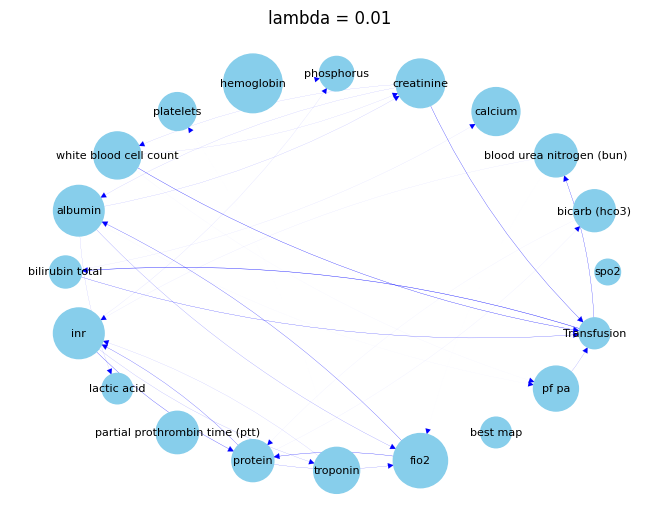 lambda = 0.01
phosphorus
hemoglobin
creatinine
platelets
calcium
white blood cell count
blood urea nitrogen (bun)
albumin
bicarb (hco3)
bilirubin total
spo2
inr
Transfusion
lactic acid
pf pa
partial prothrombin time (ptt)
best map
protein
troponin
fio2